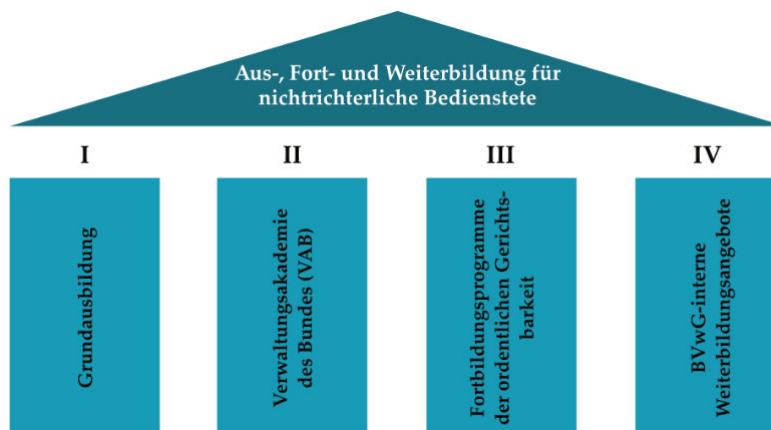 Aus-, Fort- und Weiterbildung für
nichtrichterliche Bedienstete
I
II
III
IV
Grundausbildung
Verwaltungsakademie
des Bundes (VAB)
Fortbildungsprogramme
der ordentlichen Gerichts-
barkeit
BVwG-interne
Weiterbildungsangebote